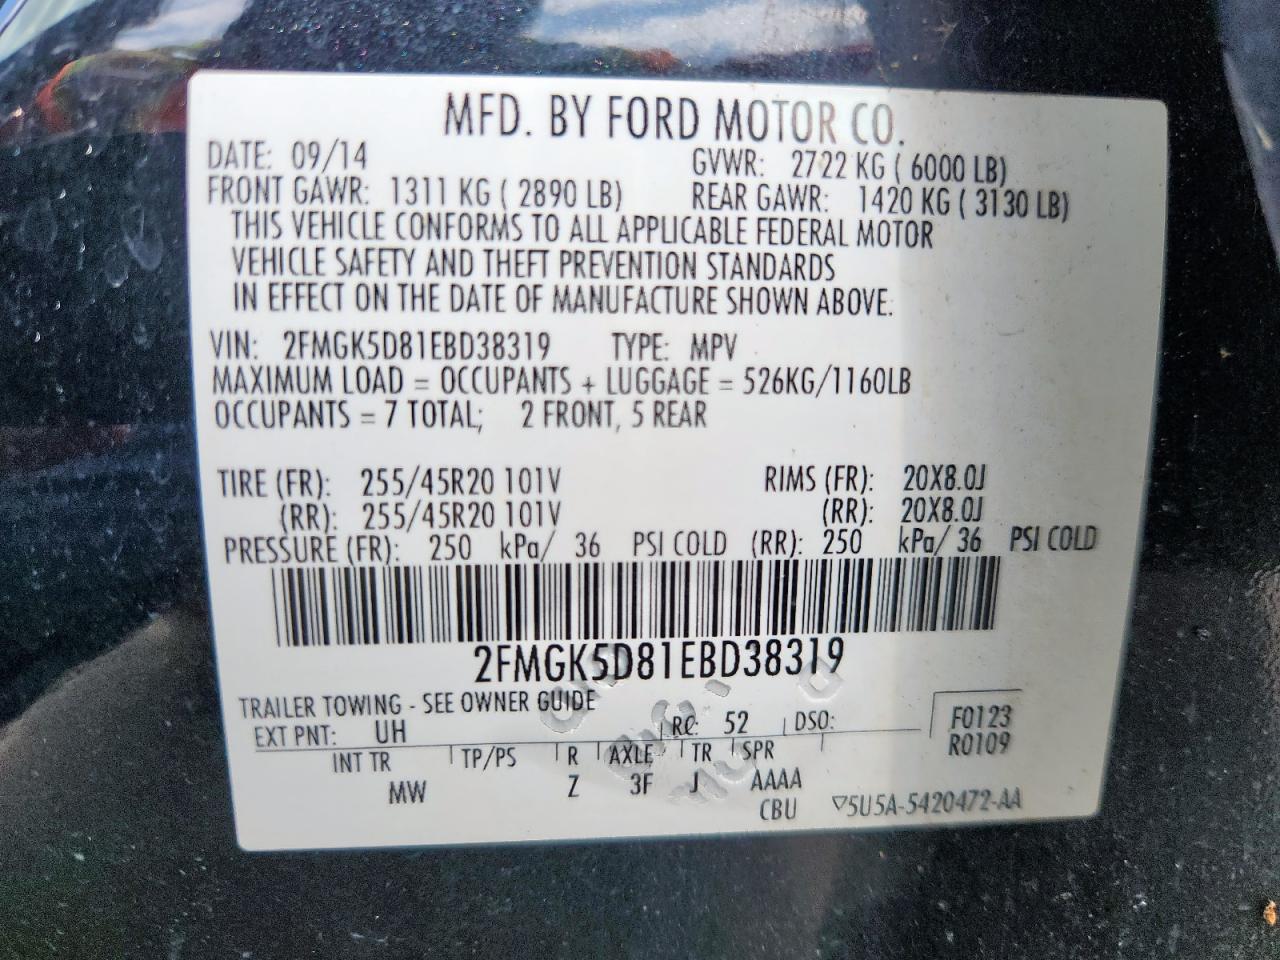 MFD. BY FORD MOTOR CO.
DATE: 09/14 GVWR: 2722 KG ( 6000 LB)
FRONT GAWR: 1311 KG ( 2890 LB) REAR GAWR: 1420 KG ( 3130 LB)
THIS VEHICLE CONFORMS TO ALL APPLICABLE FEDERAL MOTOR
VEHICLE SAFETY AND THEFT PREVENTION STANDARDS
IN EFFECT ON THE DATE OF MANUFACTURE SHOWN ABOVE.
VIN: 2FMGK5D81EBD38319 TYPE: MPV
MAXIMUM LOAD = OCCUPANTS + LUGGAGE = 526KG/1160LB
OCCUPANTS = 7 TOTAL; 2 FRONT, 5 REAR
TIRE (FR): 255/45R20 101V RIMS (FR): 20X8.0J
(RR): 255/45R20 101V (RR): 20X8.0J
PRESSURE (FR): 250 kPa/ 36 PSI COLD (RR): 250 kPa/ 36 PSI COLD
2FMGK5D81EBD38319
TRAILER TOWING - SEE OWNER GUIDE
EXT PNT: UH RC: 52 DSO: F0123
R0109
INT TR TP/PS R AXLE TR SPR
MW Z 3F J AAAA
CBU ▽5U5A-5420472-AA